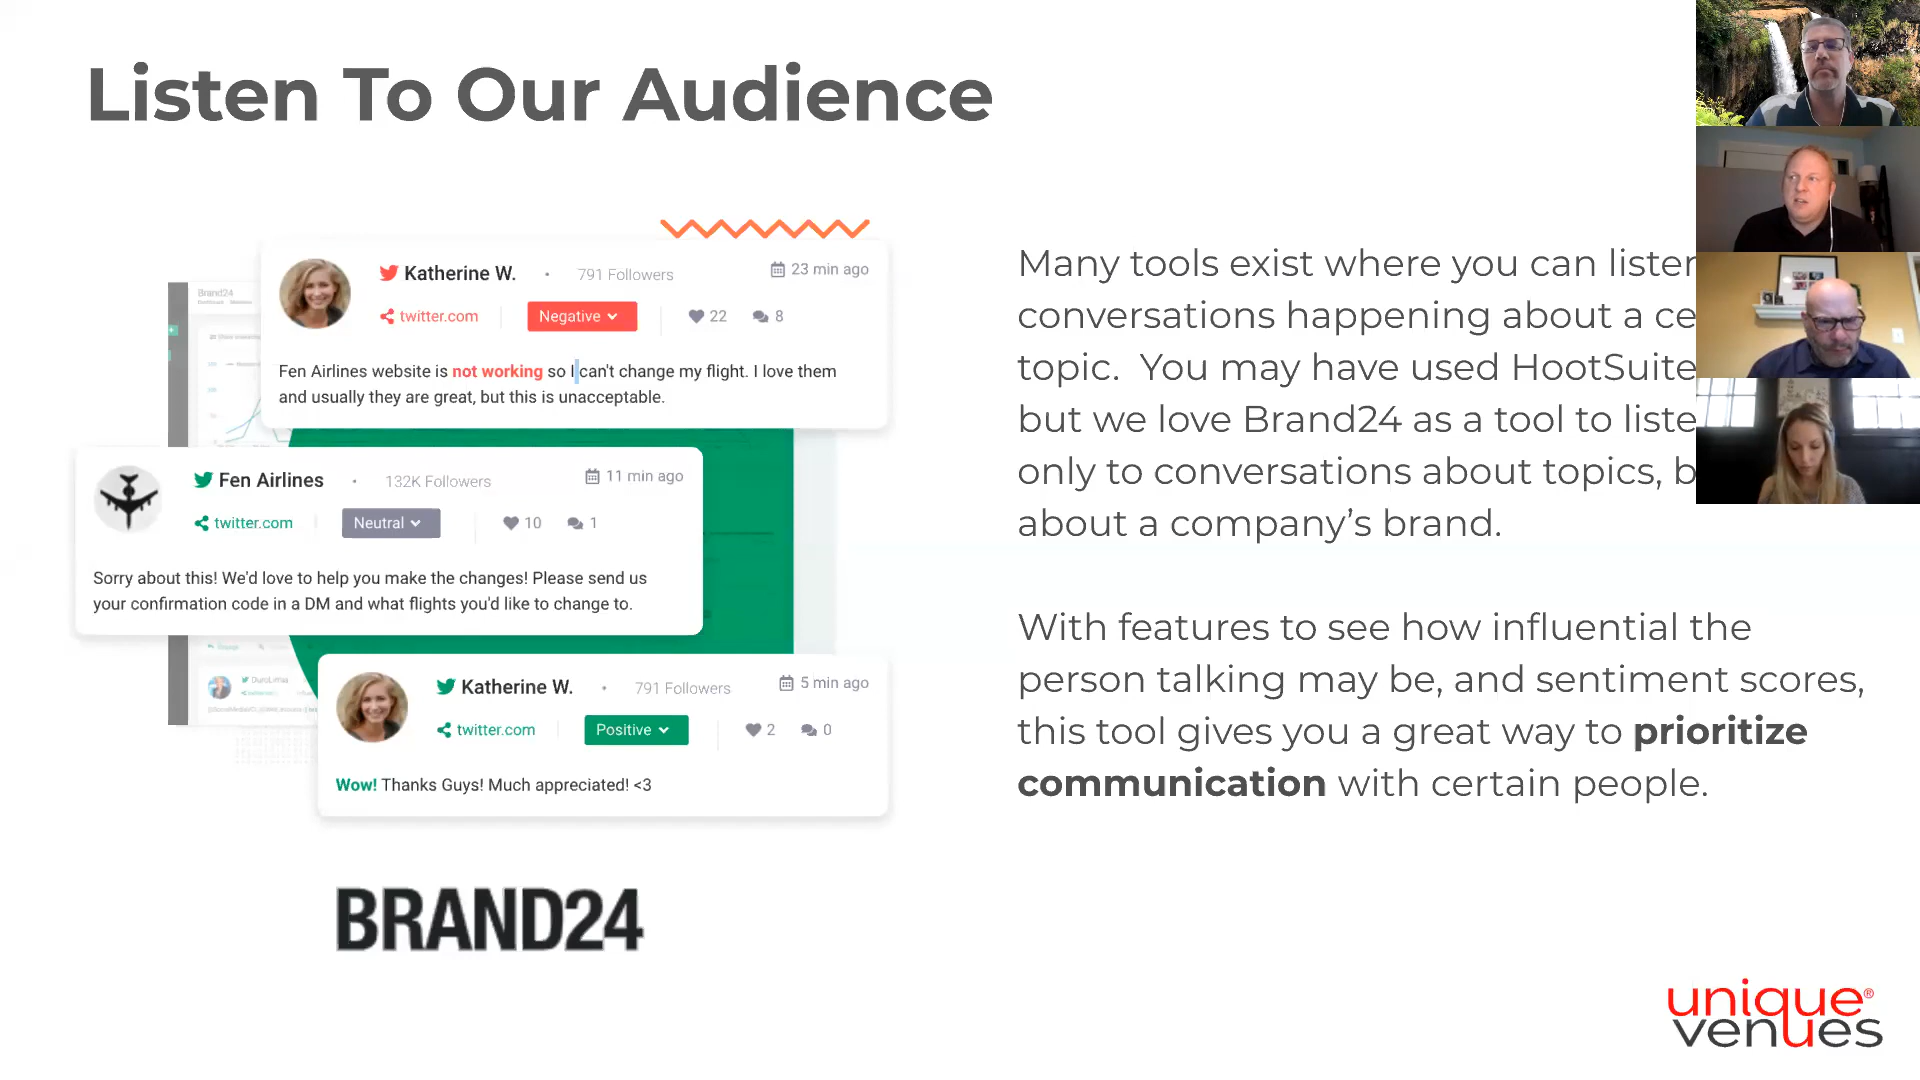 Listen To Our Audience
Katherine W. • 791 Followers 23 min ago
twitter.com Negative 22 8
Fen Airlines website is not working so I can't change my flight. I love them
and usually they are great, but this is unacceptable.
Brand24
Fen Airlines • 132K Followers 11 min ago
twitter.com Neutral 10 1
Sorry about this! We'd love to help you make the changes! Please send us
your confirmation code in a DM and what flights you'd like to change to.
Katherine W. • 791 Followers 5 min ago
twitter.com Positive 2 0
Wow! Thanks Guys! Much appreciated! <3
BRAND24
Many tools exist where you can listen
conversations happening about a ce
topic. You may have used HootSuite
but we love Brand24 as a tool to liste
only to conversations about topics, b
about a company’s brand.
With features to see how influential the
person talking may be, and sentiment scores,
this tool gives you a great way to prioritize
communication with certain people.
unique®
venues